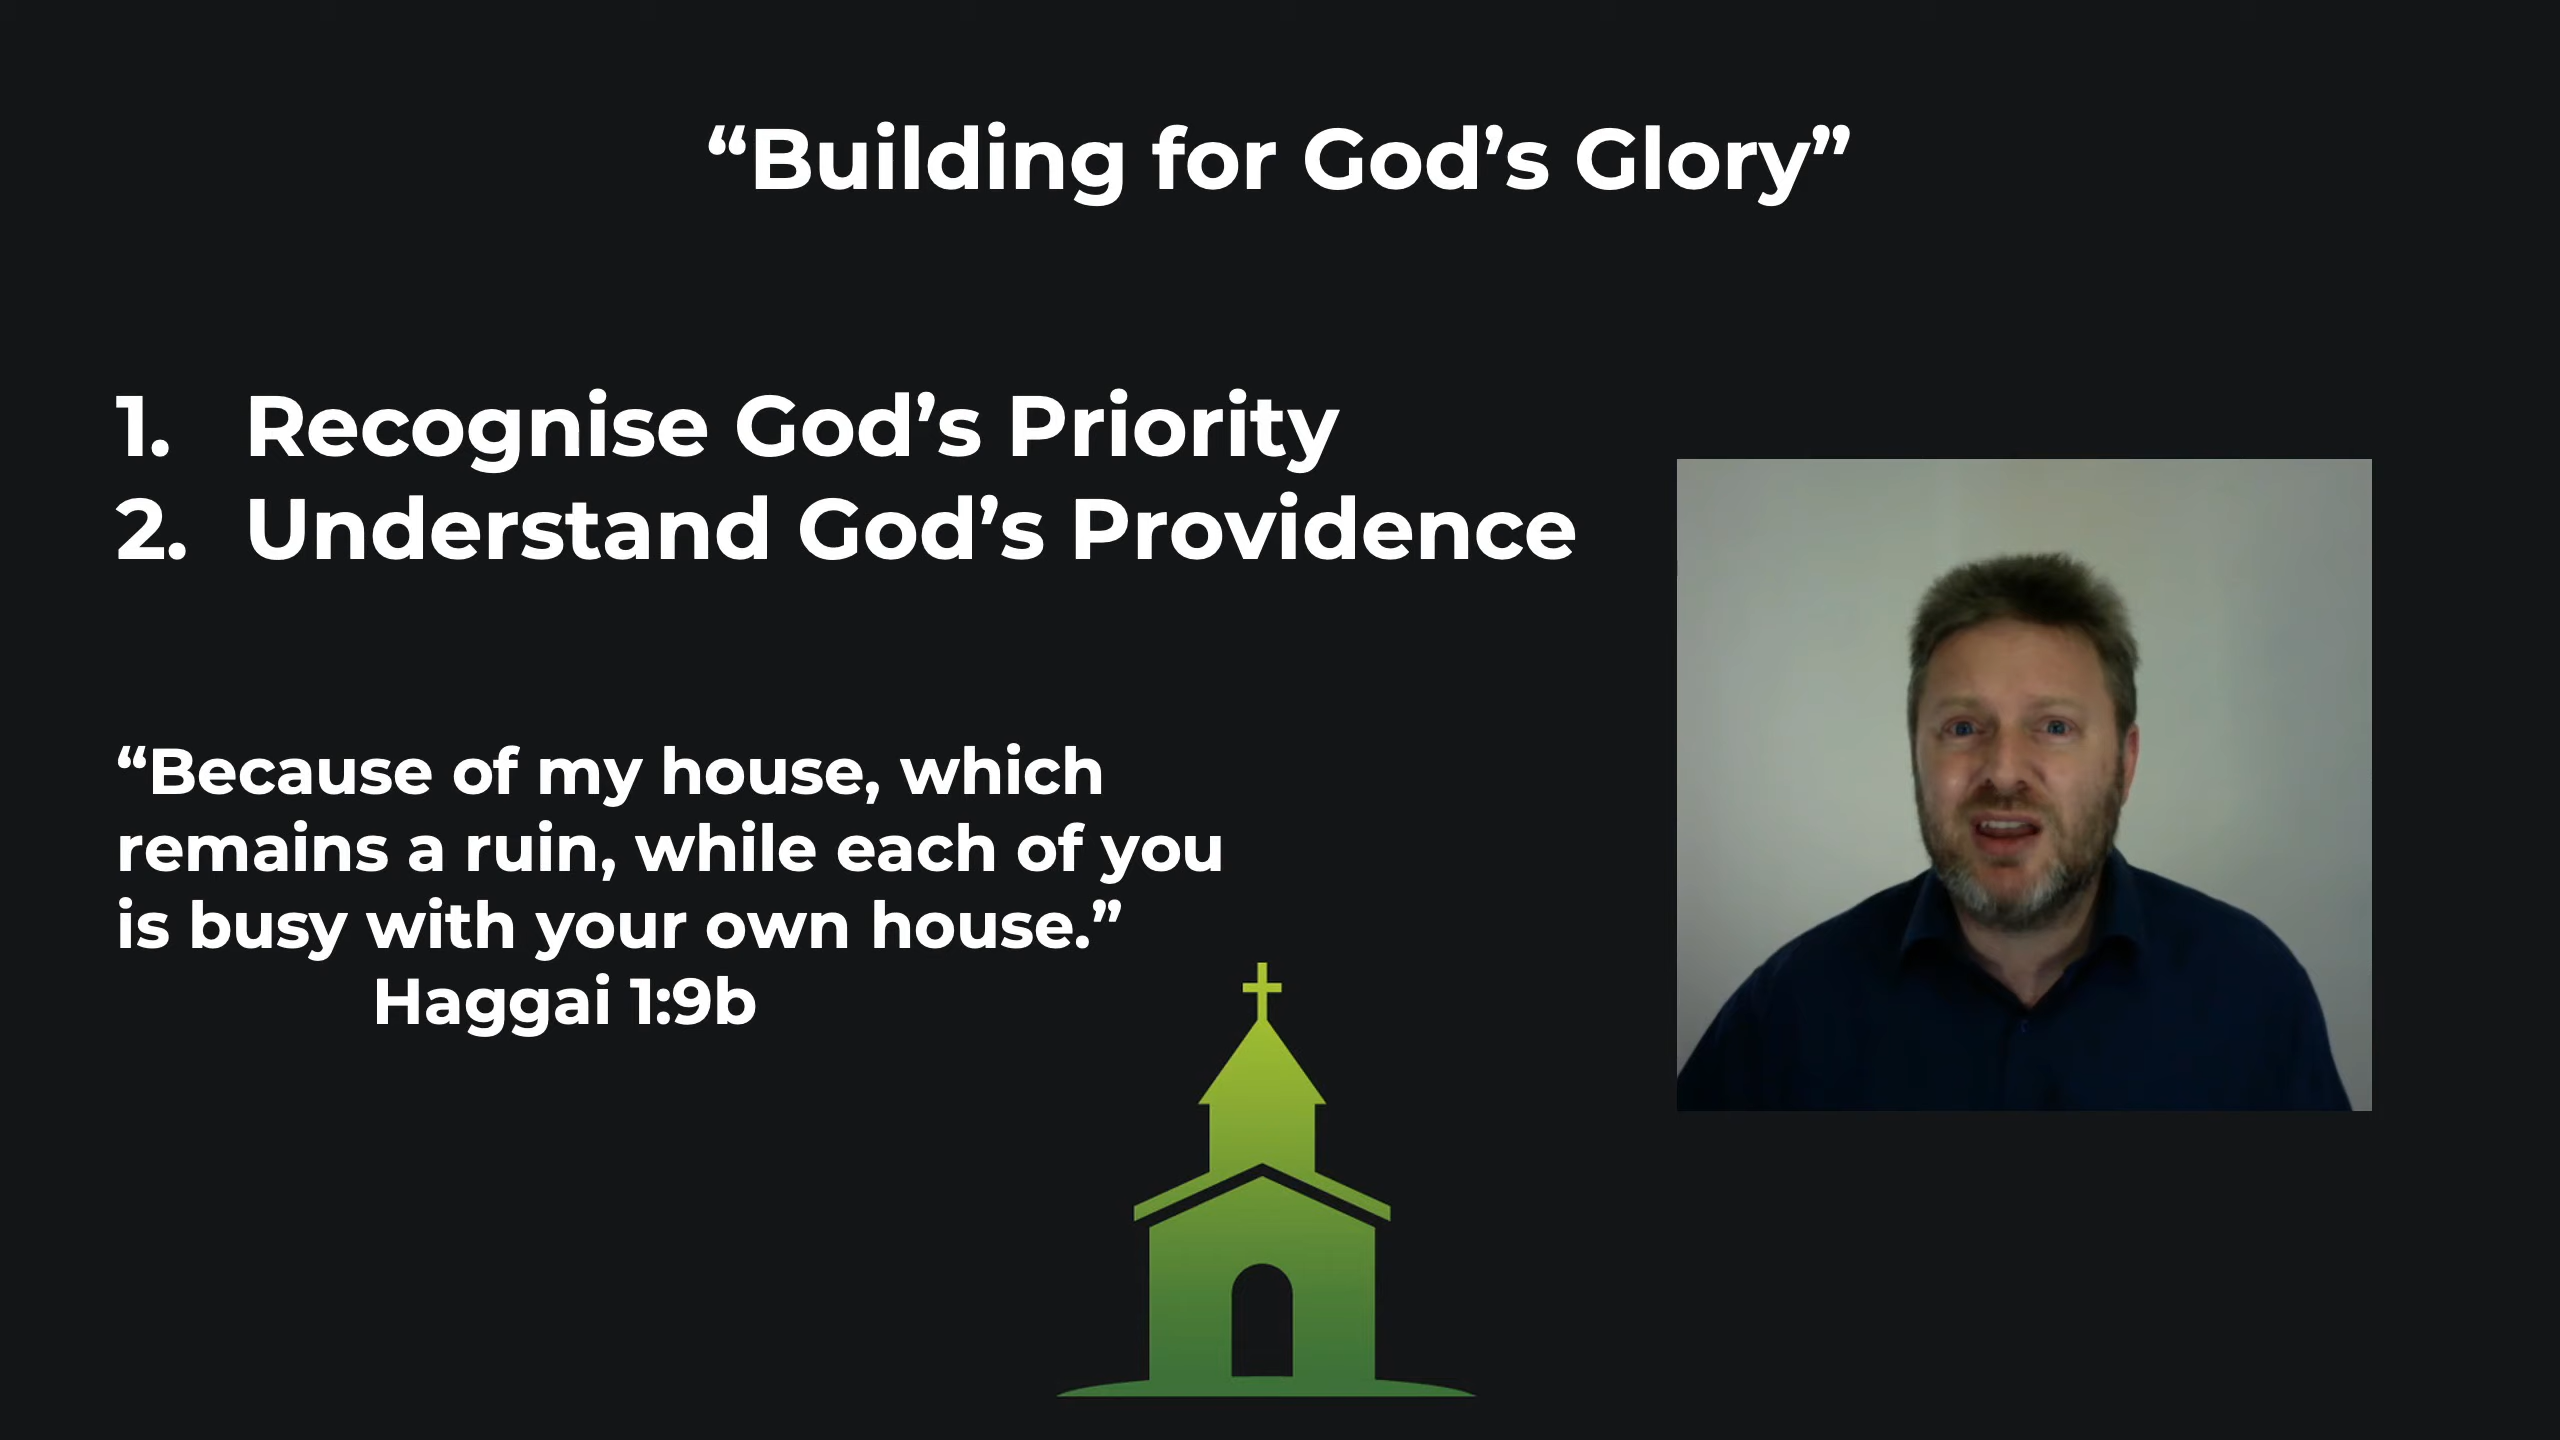 “Building for God’s Glory”
1. Recognise God’s Priority
2. Understand God’s Providence
“Because of my house, which
remains a ruin, while each of you
is busy with your own house.”
Haggai 1:9b